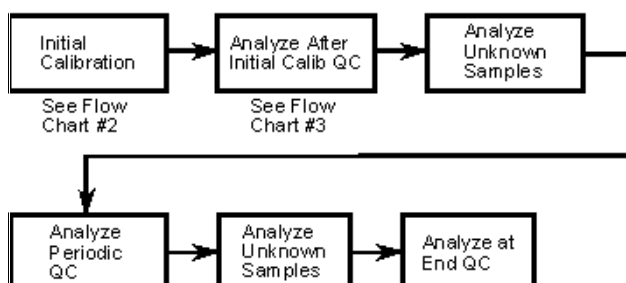 Initial
Calibration
Analyze After
Initial Calib QC
Analyze
Unknown
Samples
See Flow
Chart #2
See Flow
Chart #3
Analyze
Periodic
QC
Analyze
Unknown
Samples
Analyze at
End QC